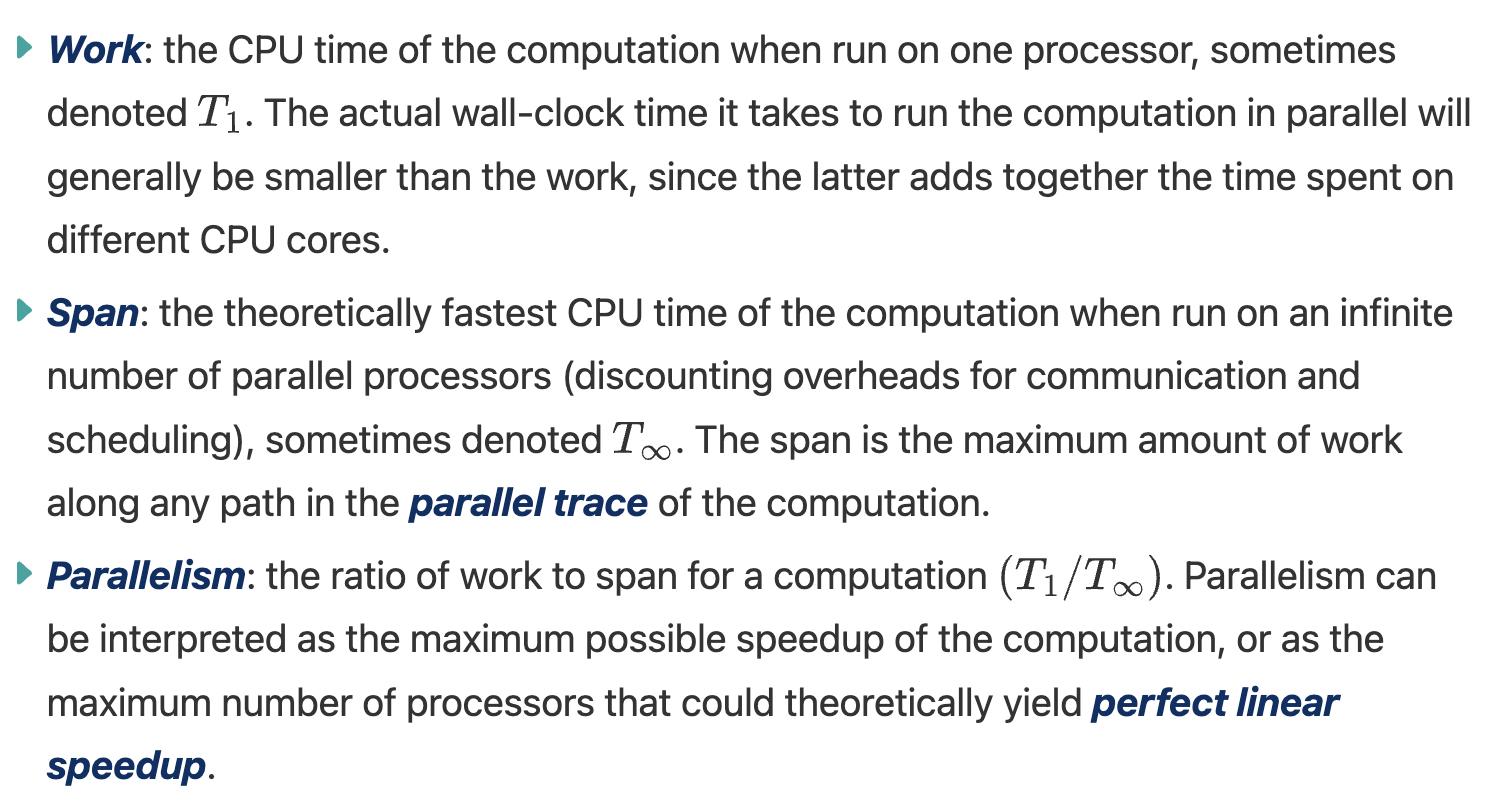 Work: the CPU time of the computation when run on one processor, sometimes
denoted T₁. The actual wall-clock time it takes to run the computation in parallel will
generally be smaller than the work, since the latter adds together the time spent on
different CPU cores.
Span: the theoretically fastest CPU time of the computation when run on an infinite
number of parallel processors (discounting overheads for communication and
scheduling), sometimes denoted T∞. The span is the maximum amount of work
along any path in the parallel trace of the computation.
Parallelism: the ratio of work to span for a computation (T₁/T∞). Parallelism can
be interpreted as the maximum possible speedup of the computation, or as the
maximum number of processors that could theoretically yield perfect linear
speedup.